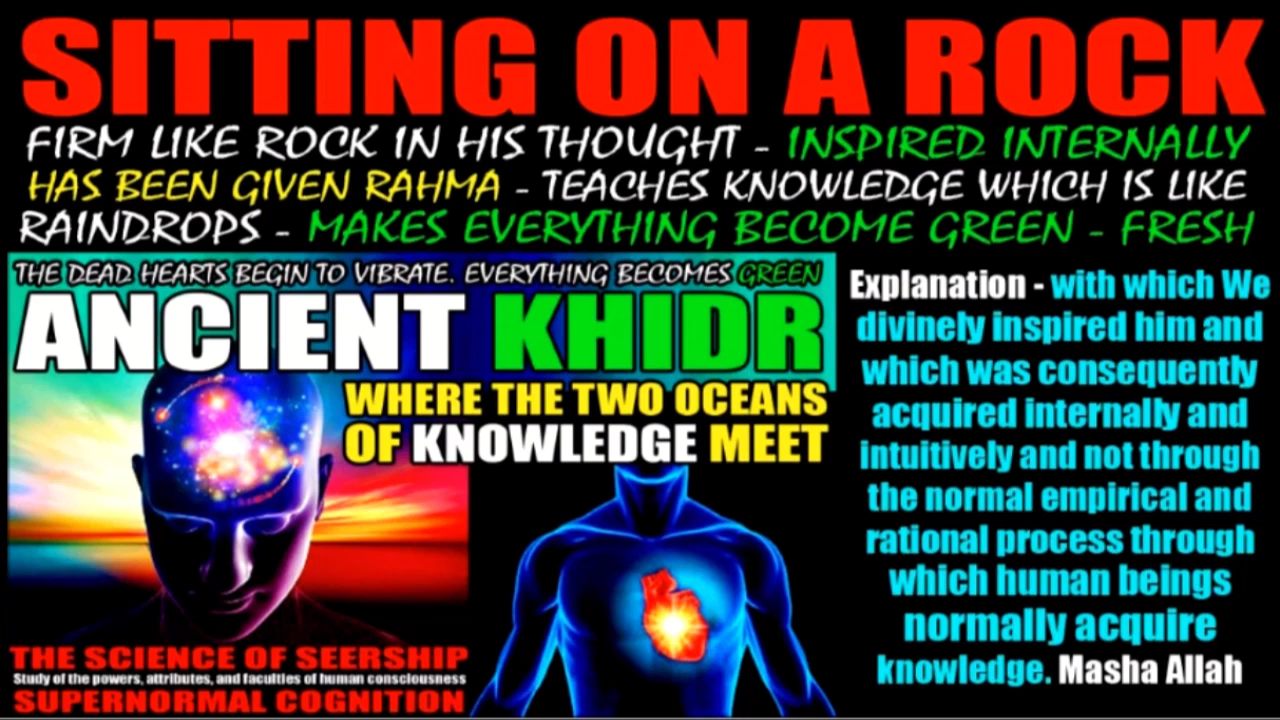 SITTING ON A ROCK
FIRM LIKE ROCK IN HIS THOUGHT - INSPIRED INTERNALLY
HAS BEEN GIVEN RAHMA - TEACHES KNOWLEDGE WHICH IS LIKE
RAINDROPS - MAKES EVERYTHING BECOME GREEN - FRESH
THE DEAD HEARTS BEGIN TO VIBRATE. EVERYTHING BECOMES GREEN
ANCIENT KHIDR
WHERE THE TWO OCEANS
OF KNOWLEDGE MEET
THE SCIENCE OF SEERSHIP
Study of the powers, attributes, and faculties of human consciousness
SUPERNORMAL COGNITION
Explanation - with which We
divinely inspired him and
which was consequently
acquired internally and
intuitively and not through
the normal empirical and
rational process through
which human beings
normally acquire
knowledge. Masha Allah